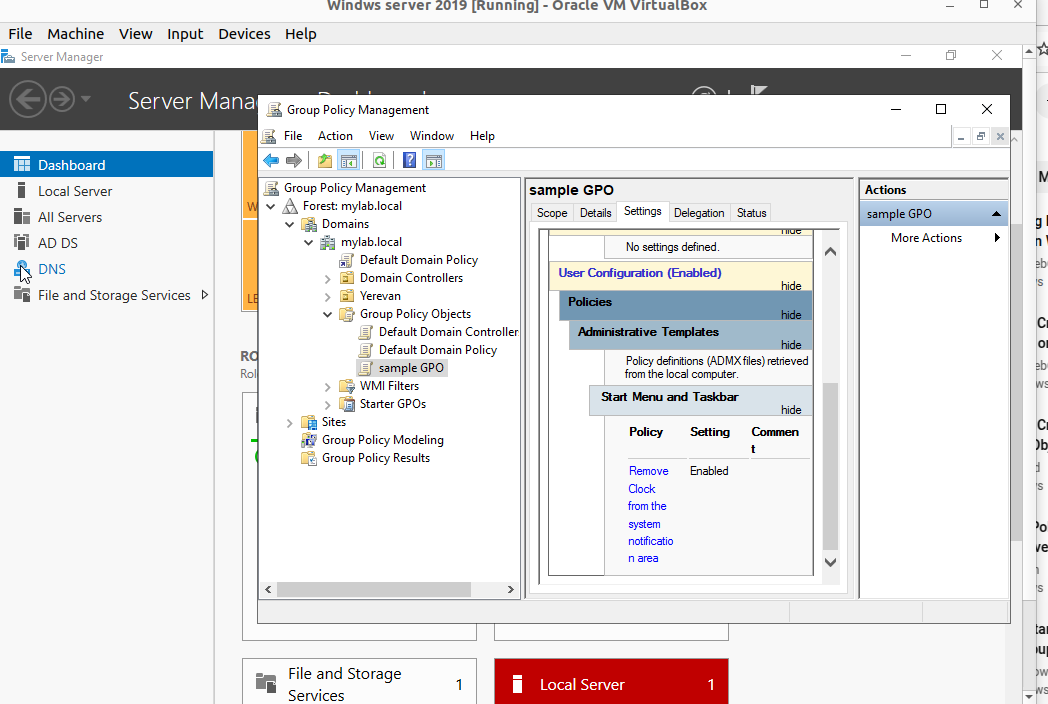 Windws server 2019 [Running] - Oracle VM VirtualBox
File Machine View Input Devices Help
Server Manager
Server Mana
Group Policy Management
File Action View Window Help
Dashboard
Local Server
All Servers
AD DS
DNS
File and Storage Services
Group Policy Management
Forest: mylab.local
Domains
mylab.local
Default Domain Policy
Domain Controllers
Yerevan
Group Policy Objects
Default Domain Controller
Default Domain Policy
sample GPO
WMI Filters
Starter GPOs
Sites
Group Policy Modeling
Group Policy Results
sample GPO
Scope Details Settings Delegation Status
hide
No settings defined.
User Configuration (Enabled)
hide
Policies
hide
Administrative Templates
hide
Policy definitions (ADMX files) retrieved
from the local computer.
Start Menu and Taskbar
hide
Policy Setting Commen
t
Remove Enabled
Clock
from the
system
notificatio
n area
Actions
sample GPO
More Actions
RO
Rol
File and Storage
Services 1
Local Server 1